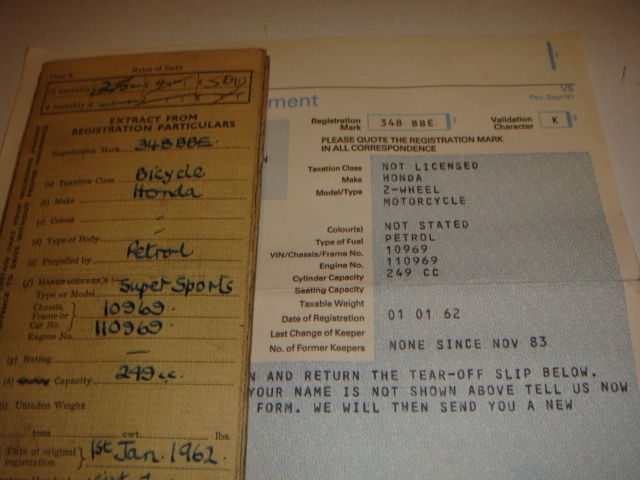 Page 4 Rates of Duty
12 monthly
4 monthly
EXTRACT FROM
REGISTRATION PARTICULARS
Registration Mark 348 BBE
(a) Taxation Class Bicycle
(b) Make Honda
(c) Colour
(d) Type of Body
(e) Propelled by Petrol
(f) MANUFACTURER'S:
Type or Model Super Sports
Chassis, Frame or Car No. 10969
Engine No. 110969
(g) Rating —
(h) Capacity 249 c.c.
(i) Unladen Weight
tons cwt. lbs.
Date of original registration 1st Jan. 1962
ment
V5
Rev. Sept/81
Registration Mark 348 BBE
Validation Character K
PLEASE QUOTE THE REGISTRATION MARK
IN ALL CORRESPONDENCE
Taxation Class NOT LICENSED
Make HONDA
Model/Type 2-WHEEL
MOTORCYCLE
Colour(s) NOT STATED
Type of Fuel PETROL
VIN/Chassis/Frame No. 10969
Engine No. 110969
Cylinder Capacity 249 CC
Seating Capacity
Taxable Weight
Date of Registration 01 01 62
Last Change of Keeper
No. of Former Keepers NONE SINCE NOV 83
N AND RETURN THE TEAR-OFF SLIP BELOW.
YOUR NAME IS NOT SHOWN ABOVE TELL US NOW
FORM. WE WILL THEN SEND YOU A NEW